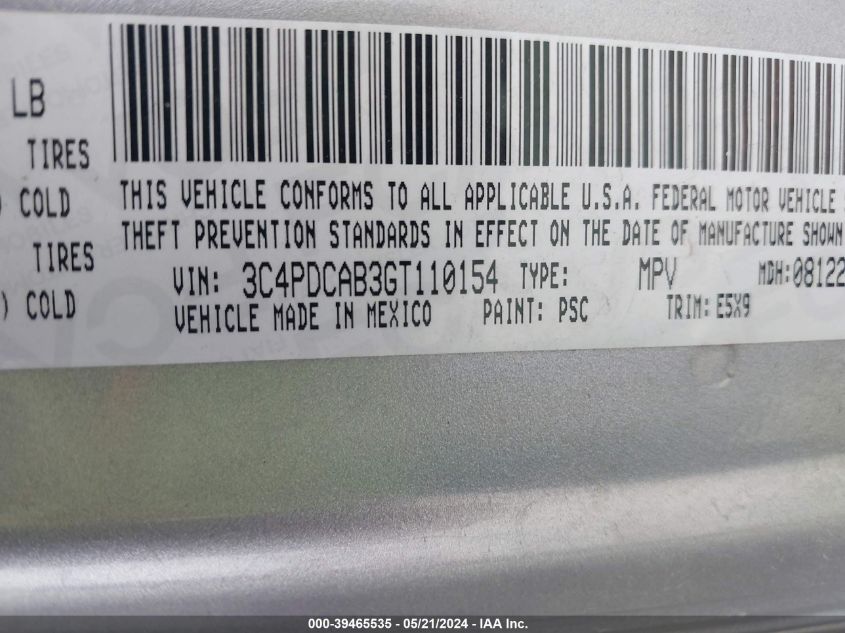 LB
TIRES
) COLD
TIRES
) COLD
THIS VEHICLE CONFORMS TO ALL APPLICABLE U.S.A. FEDERAL MOTOR VEHICLE
THEFT PREVENTION STANDARDS IN EFFECT ON THE DATE OF MANUFACTURE SHOWN
VIN: 3C4PDCAB3GT110154 TYPE: MPV MDH: 08122
VEHICLE MADE IN MEXICO PAINT: PSC TRIM: E5X9
000-39465535 - 05/21/2024 - IAA Inc.